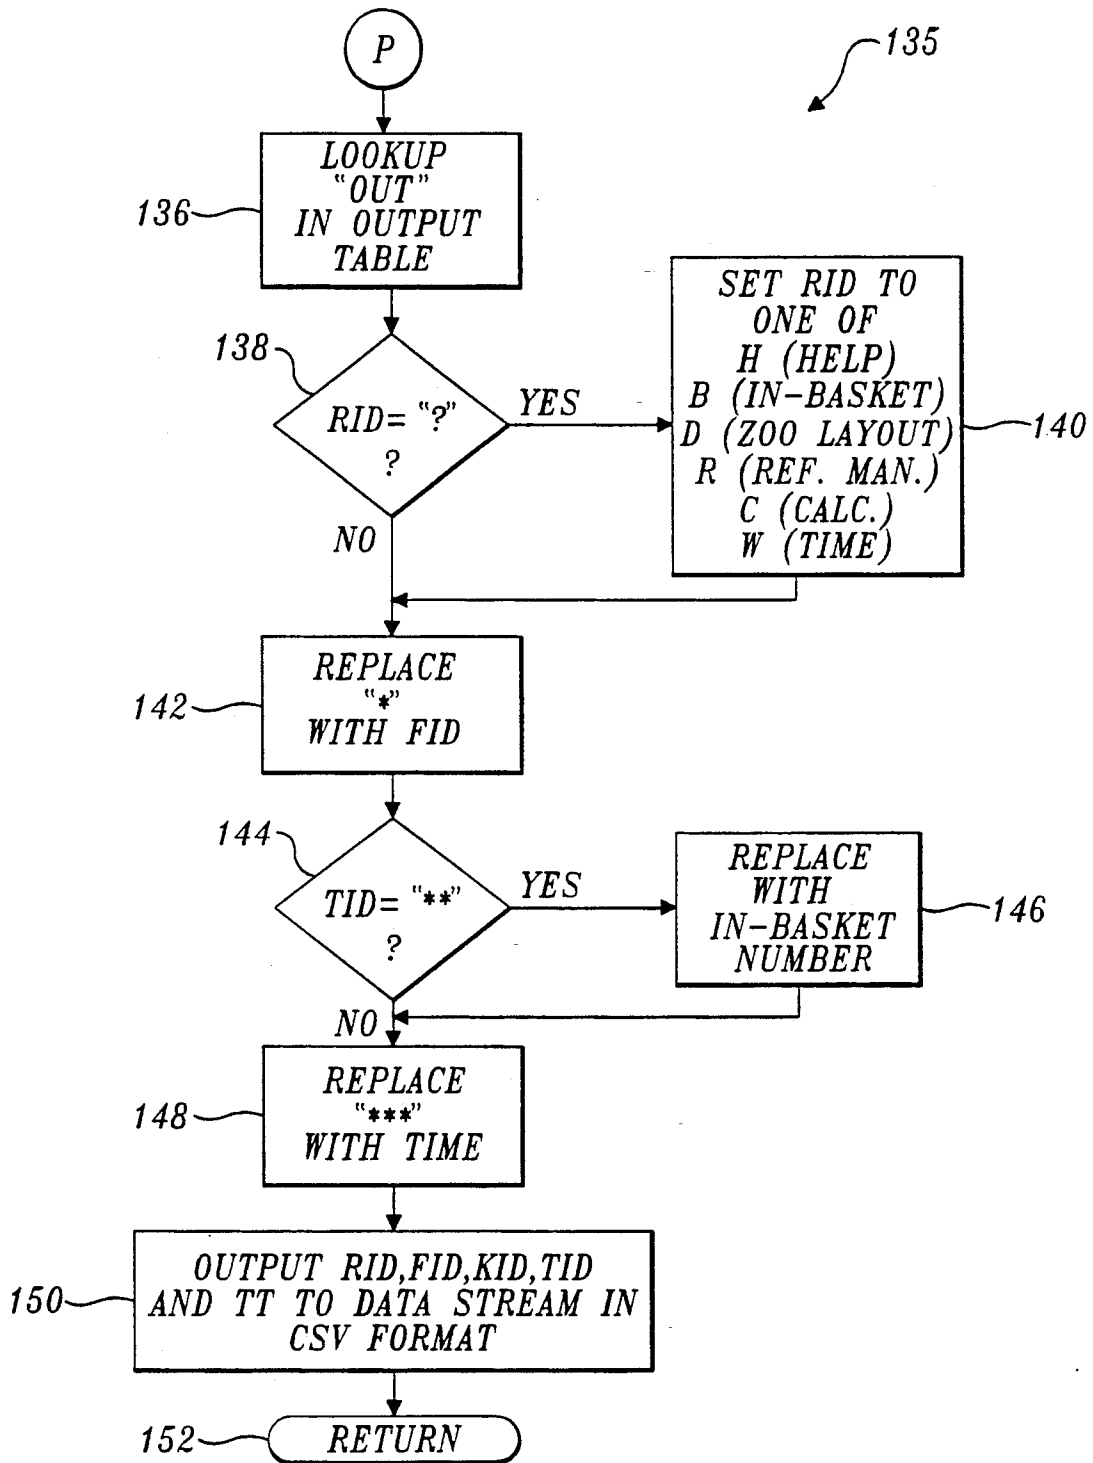 P
135
LOOKUP
"OUT"
IN OUTPUT
TABLE
136
138
RID= "?"
?
YES
NO
SET RID TO
ONE OF
H (HELP)
B (IN-BASKET)
D (ZOO LAYOUT)
R (REF. MAN.)
C (CALC.)
W (TIME)
140
REPLACE
"*"
WITH FID
142
144
TID= "**"
?
YES
NO
REPLACE
WITH
IN-BASKET
NUMBER
146
REPLACE
"***"
WITH TIME
148
OUTPUT RID,FID,KID,TID
AND TT TO DATA STREAM IN
CSV FORMAT
150
152
RETURN